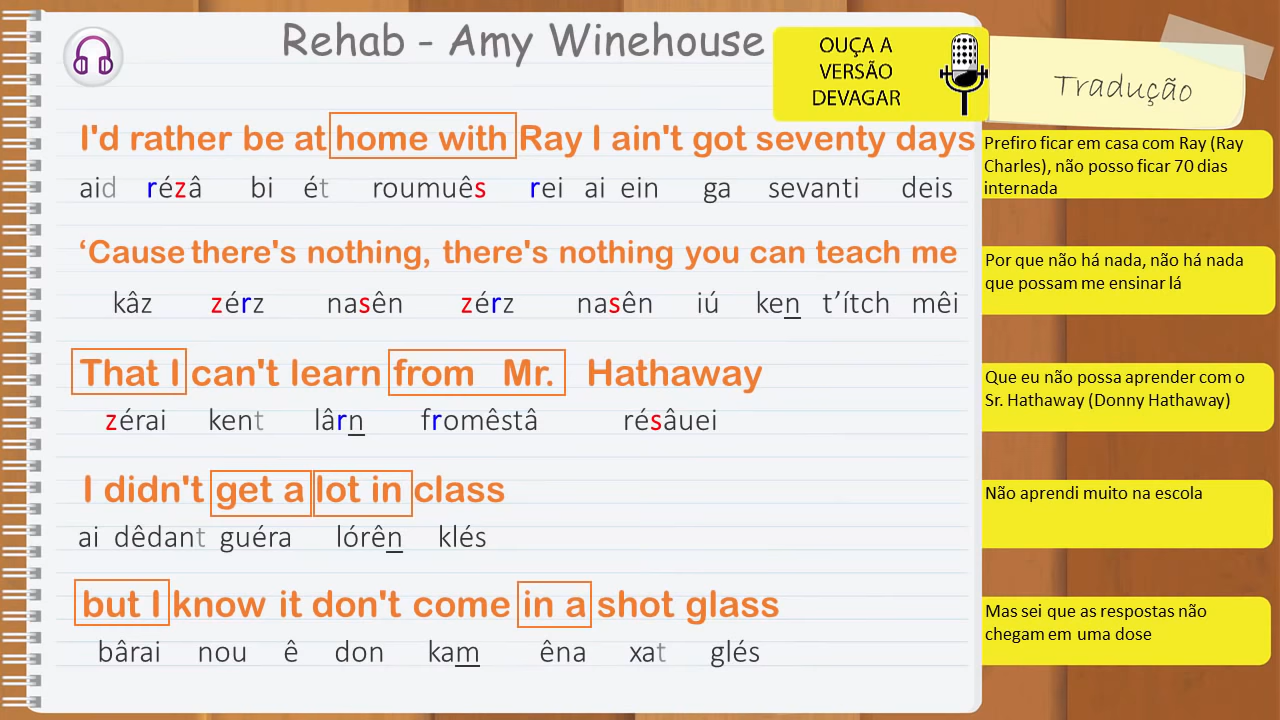 Rehab - Amy Winehouse
OUÇA A
VERSÃO
DEVAGAR
Tradução
I'd rather be at home with Ray I ain't got seventy days
aid rézâ bi ét roumuês rei ai ein ga sevanti deis
Prefiro ficar em casa com Ray (Ray
Charles), não posso ficar 70 dias
internada
‘Cause there's nothing, there's nothing you can teach me
kâz zérz nasên zérz nasên iú ken t’ítch mêi
Por que não há nada, não há nada
que possam me ensinar lá
That I can't learn from Mr. Hathaway
zérai kent lârn fromêstâ résâuei
Que eu não possa aprender com o
Sr. Hathaway (Donny Hathaway)
I didn't get a lot in class
ai dêdant guéra lórên klés
Não aprendi muito na escola
but I know it don't come in a shot glass
bârai nou ê don kam êna xat glés
Mas sei que as respostas não
chegam em uma dose